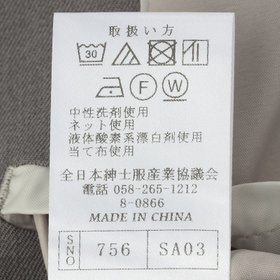 取扱い方
30
F W
中性洗剤使用
ネット使用
液体酸素系漂白剤使用
当て布使用
全日本紳士服産業協議会
電話 058-265-1212
8-0866
MADE IN CHINA
SNO 756 SA03